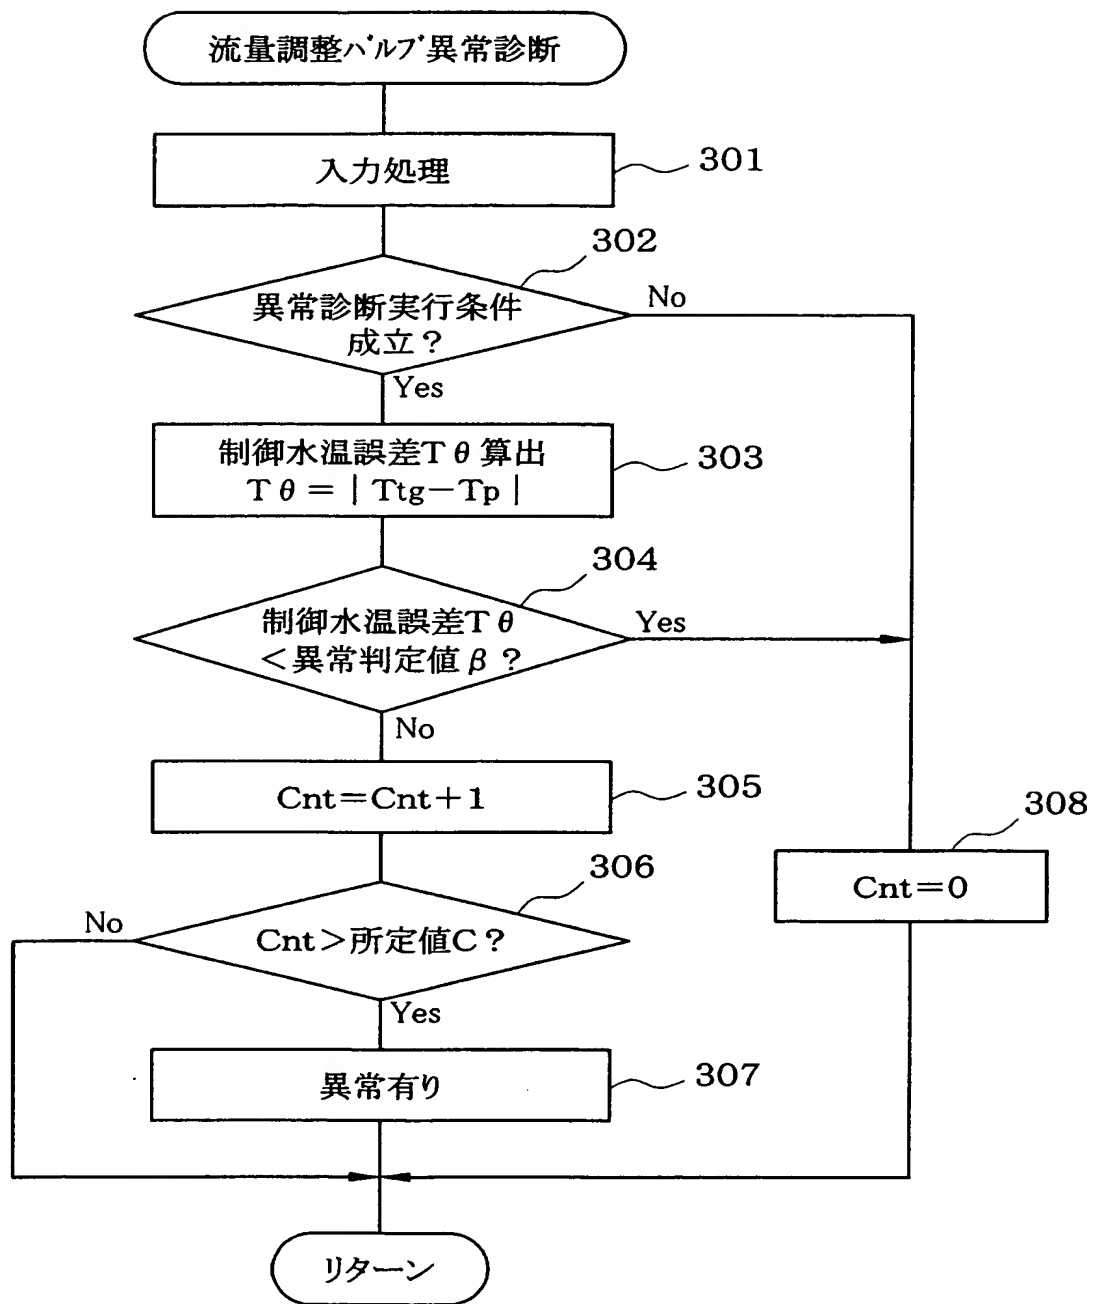 流量調整バルブ異常診断
入力処理
301
302
異常診断実行条件
成立?
No
Yes
制御水温誤差Tθ算出
Tθ=|Ttg-Tp|
303
304
制御水温誤差Tθ
<異常判定値β?
Yes
No
Cnt=Cnt+1
305
308
Cnt=0
306
No
Cnt>所定値C?
Yes
異常有り
307
リターン